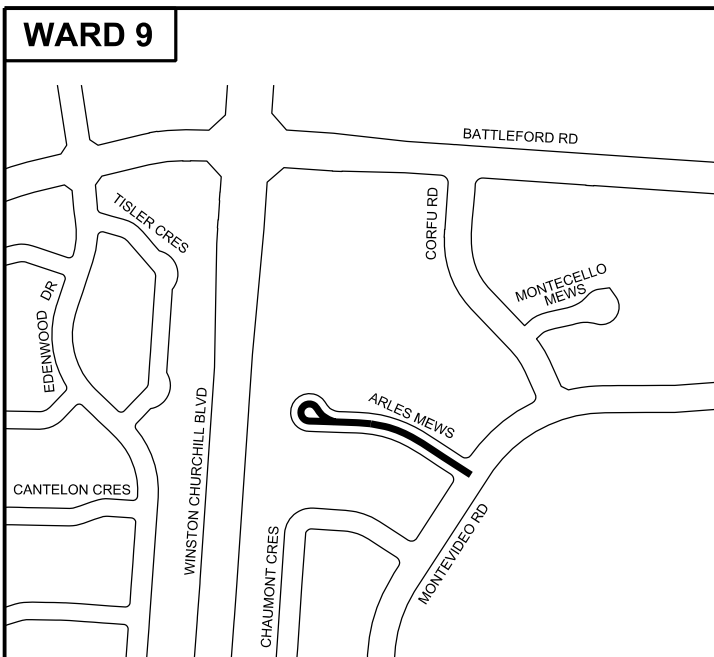 WARD 9
BATTLEFORD RD
TISLER CRES
CORFU RD
MONTECELLO
MEWS
EDENWOOD DR
ARLES MEWS
WINSTON CHURCHILL BLVD
CANTELON CRES
MONTEVIDEO RD
CHAUMONT CRES